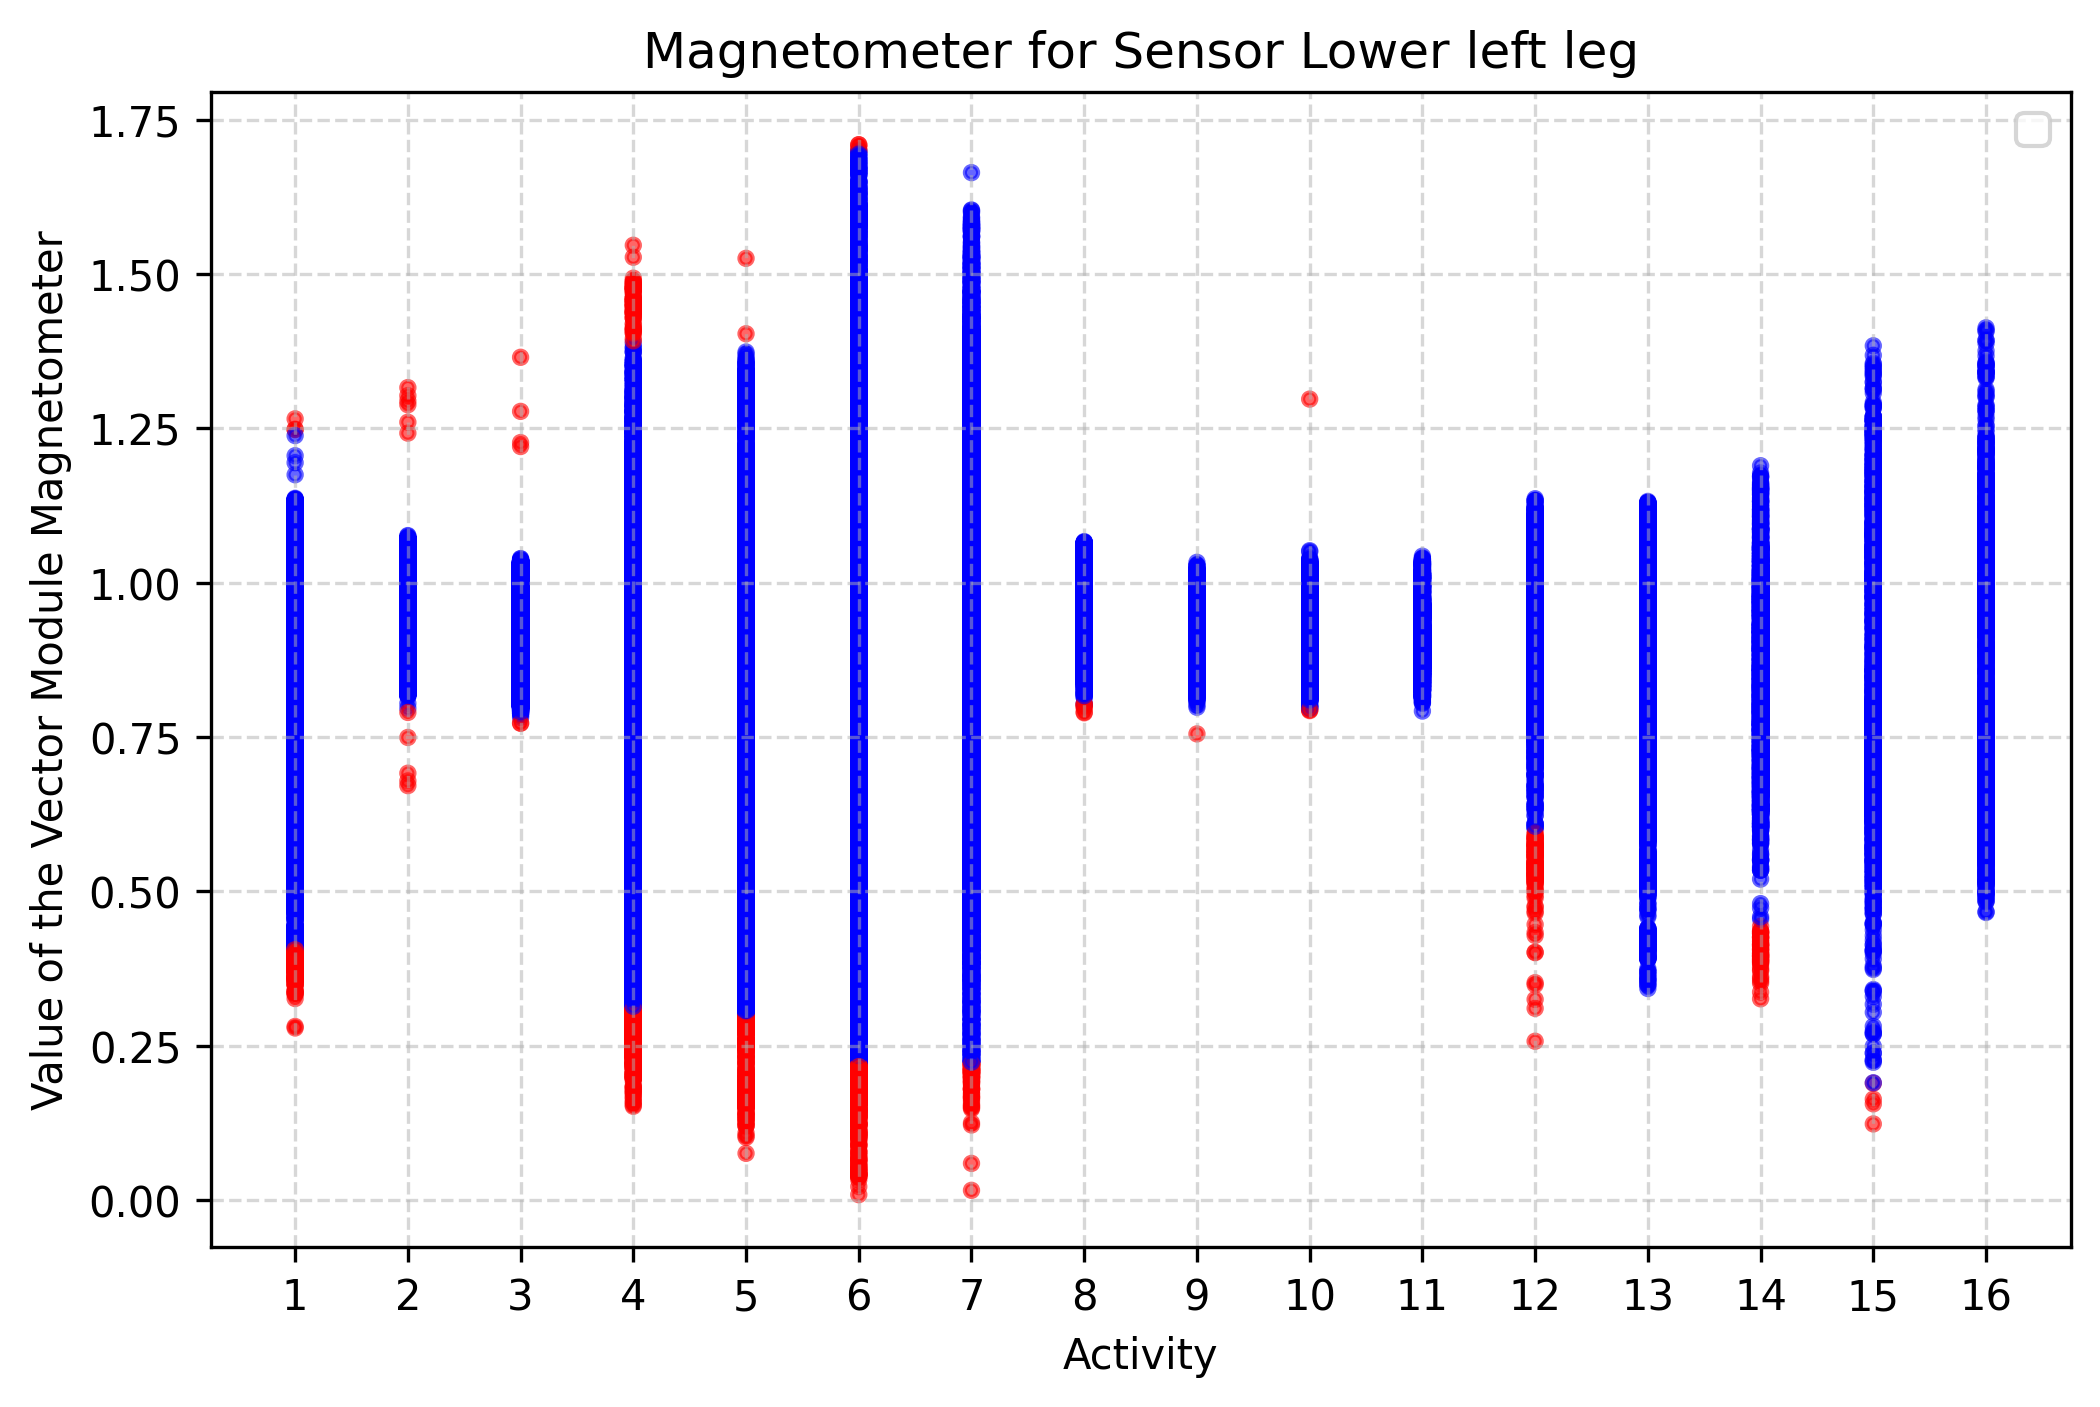 Magnetometer for Sensor Lower left leg
Value of the Vector Module Magnetometer
1.75
1.50
1.25
1.00
0.75
0.50
0.25
0.00
1 2 3 4 5 6 7 8 9 10 11 12 13 14 15 16
Activity